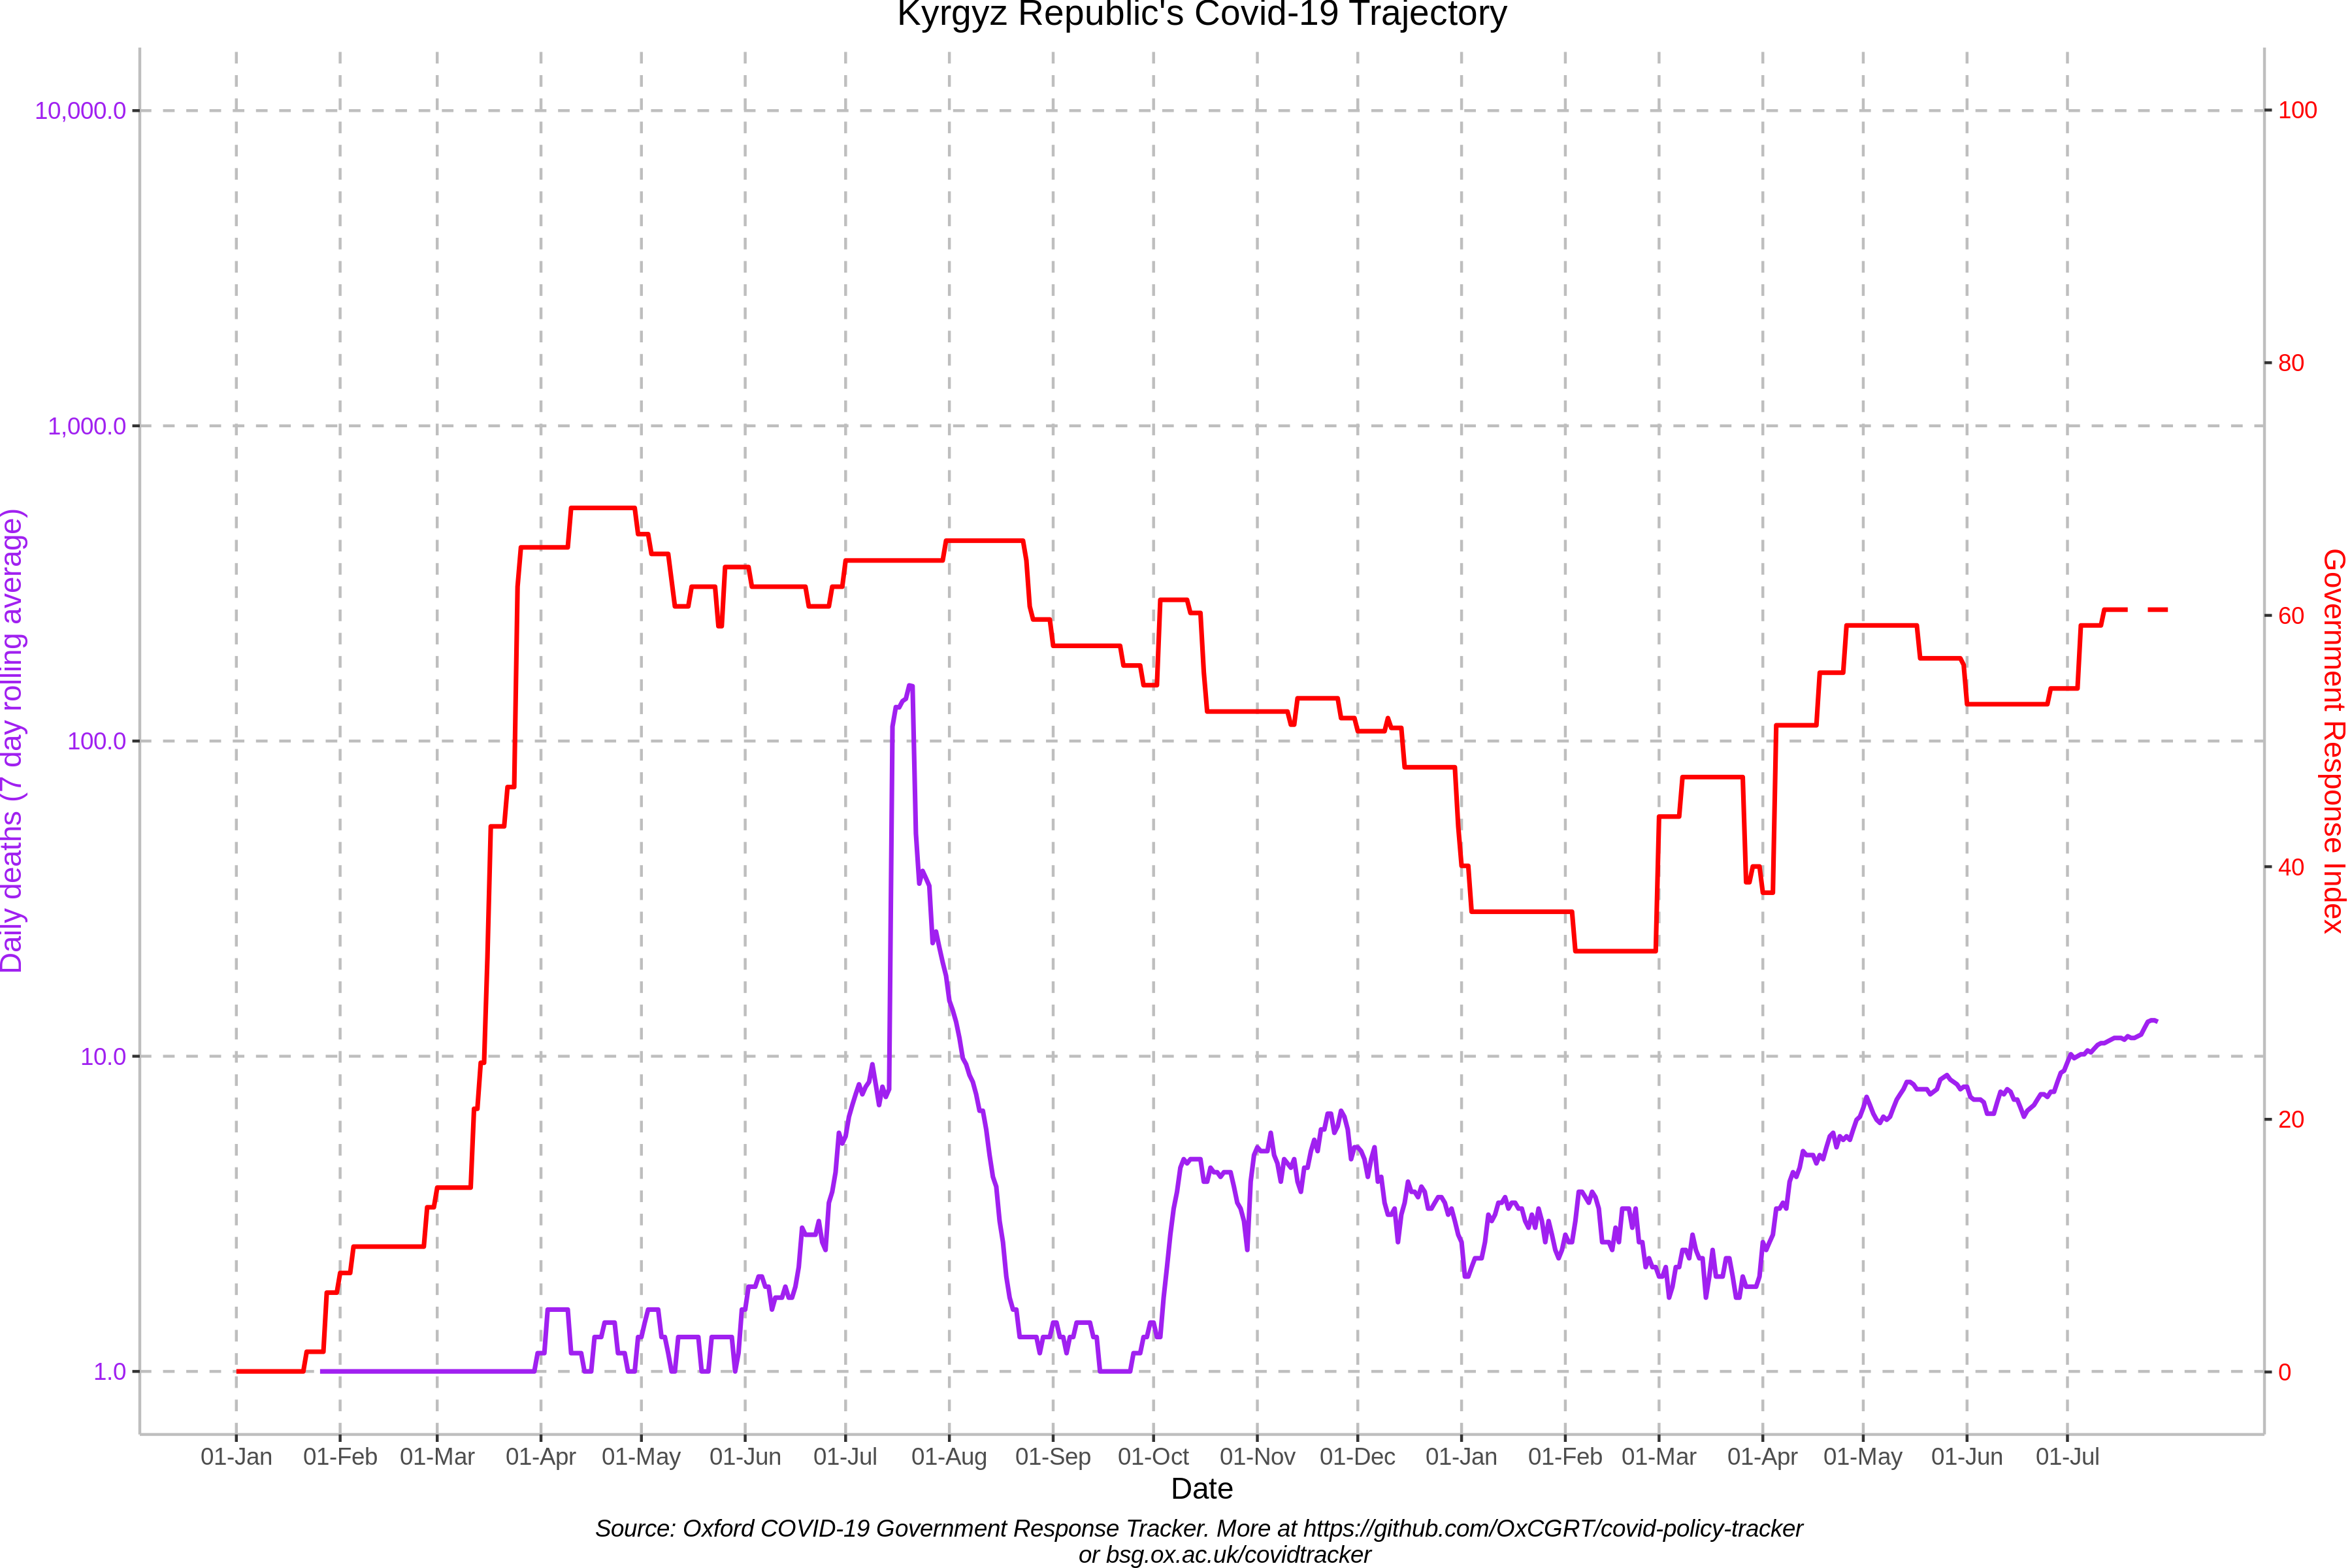 Kyrgyz Republic's Covid-19 Trajectory
10,000.0
1,000.0
100.0
10.0
1.0
Daily deaths (7 day rolling average)
100
80
60
40
20
0
Government Response Index
01-Jan 01-Feb 01-Mar 01-Apr 01-May 01-Jun 01-Jul 01-Aug 01-Sep 01-Oct 01-Nov 01-Dec 01-Jan 01-Feb 01-Mar 01-Apr 01-May 01-Jun 01-Jul
Date
Source: Oxford COVID-19 Government Response Tracker. More at https://github.com/OxCGRT/covid-policy-tracker
or bsg.ox.ac.uk/covidtracker